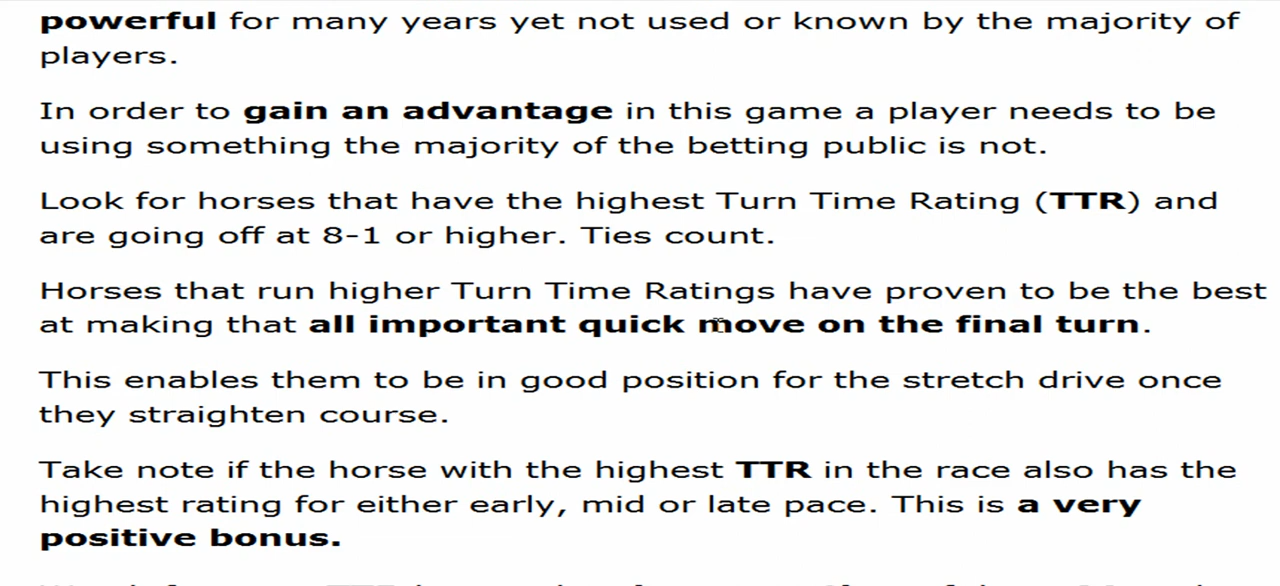 powerful for many years yet not used or known by the majority of
players.
In order to gain an advantage in this game a player needs to be
using something the majority of the betting public is not.
Look for horses that have the highest Turn Time Rating (TTR) and
are going off at 8-1 or higher. Ties count.
Horses that run higher Turn Time Ratings have proven to be the best
at making that all important quick move on the final turn.
This enables them to be in good position for the stretch drive once
they straighten course.
Take note if the horse with the highest TTR in the race also has the
highest rating for either early, mid or late pace. This is a very
positive bonus.